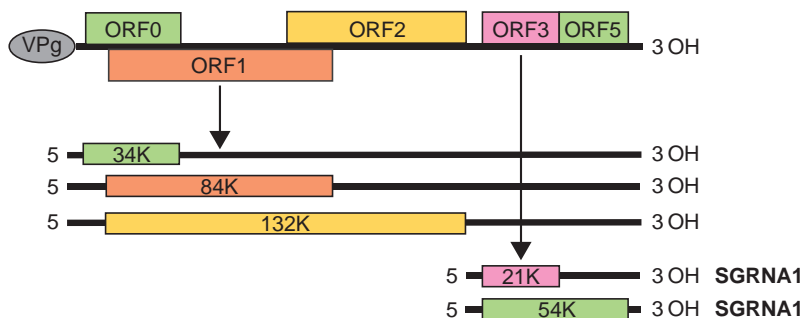 ORF0 ORF2 ORF3 ORF5
VPg 3 OH
ORF1
5 34K 3 OH
5 84K 3 OH
5 132K 3 OH
5 21K 3 OH SGRNA1
5 54K 3 OH SGRNA1